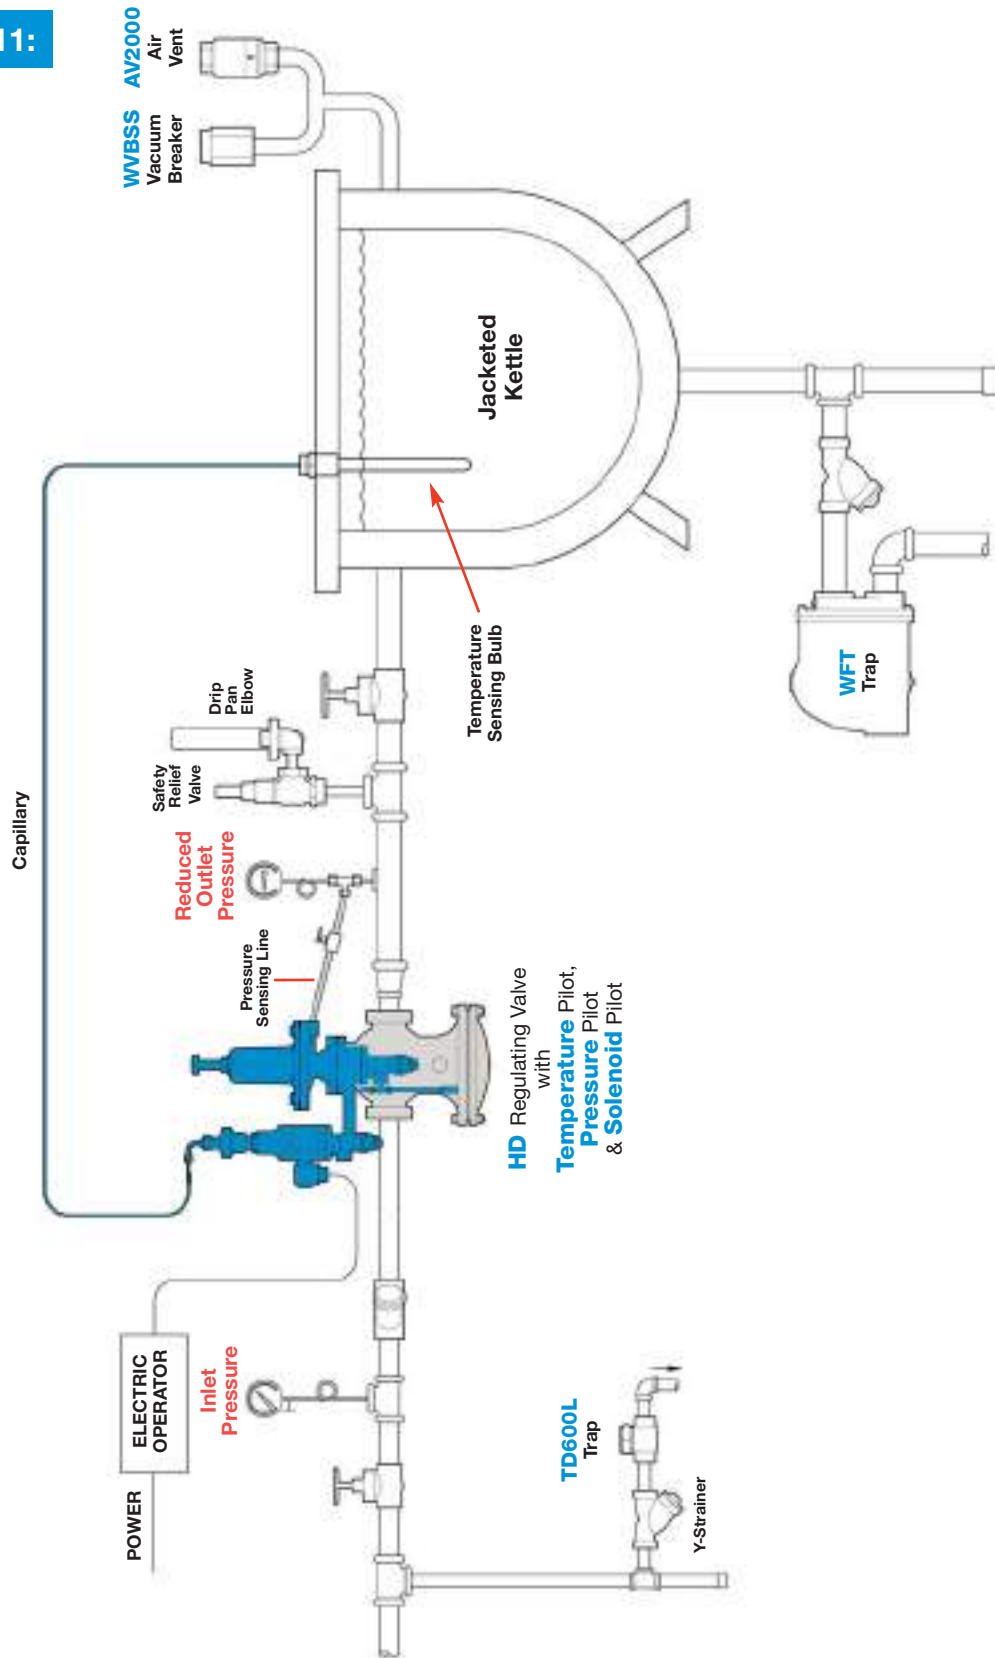 11:
POWER
ELECTRIC
OPERATOR
Inlet
Pressure
TD600L
Trap
Y-Strainer
Capillary
Pressure
Sensing Line
Reduced
Outlet
Pressure
Safety
Relief
Valve
Drip
Pan
Elbow
HD Regulating Valve
with
Temperature Pilot,
Pressure Pilot
& Solenoid Pilot
Temperature
Sensing Bulb
Jacketed
Kettle
WFT
Trap
WVBSS
Vacuum
Breaker
AV2000
Air
Vent